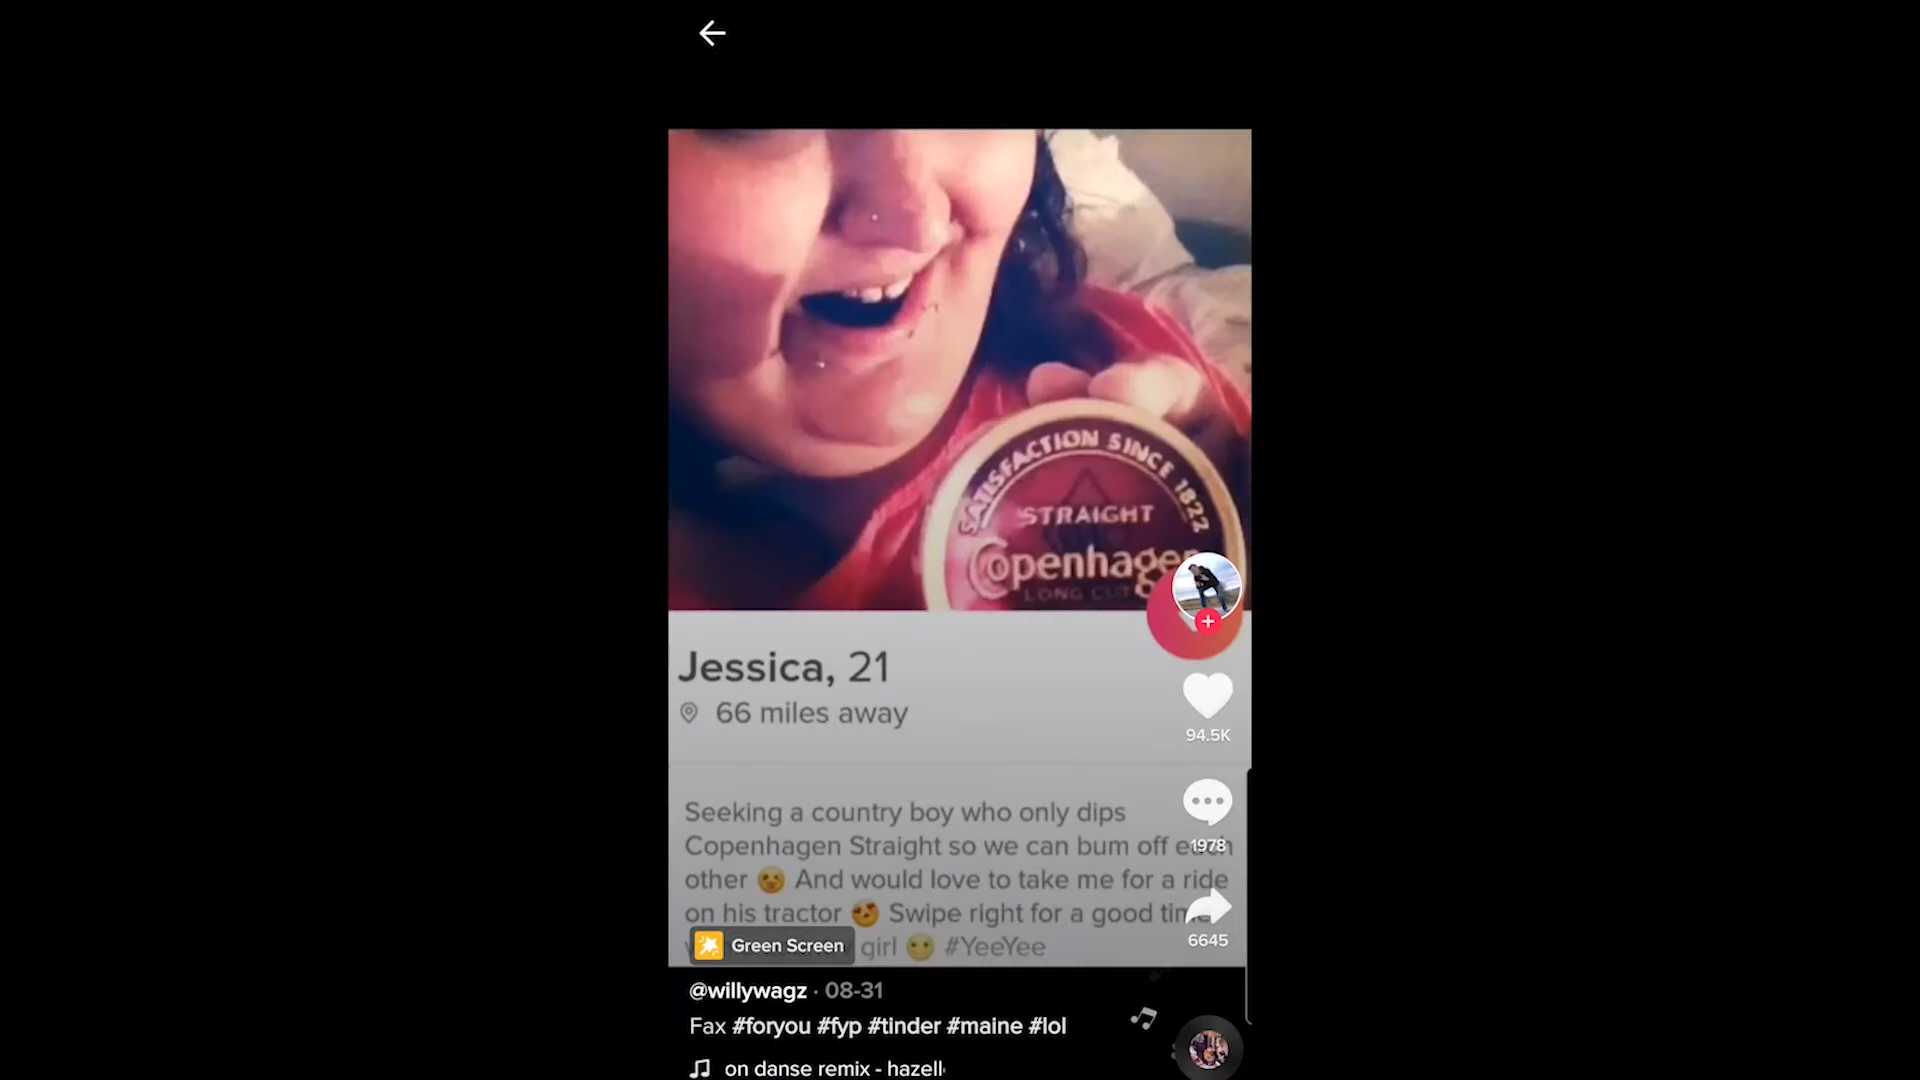 SATISFACTION SINCE 1822
STRAIGHT
Copenhagen
LONG CUT
Jessica, 21
66 miles away
94.5K
Seeking a country boy who only dips
Copenhagen Straight so we can bum off each
1978
other 😜 And would love to take me for a ride
on his tractor 😍 Swipe right for a good time
6645
Green Screen
girl 😬 #YeeYee
@willywagz · 08-31
Fax #foryou #fyp #tinder #maine #lol
on danse remix - hazell